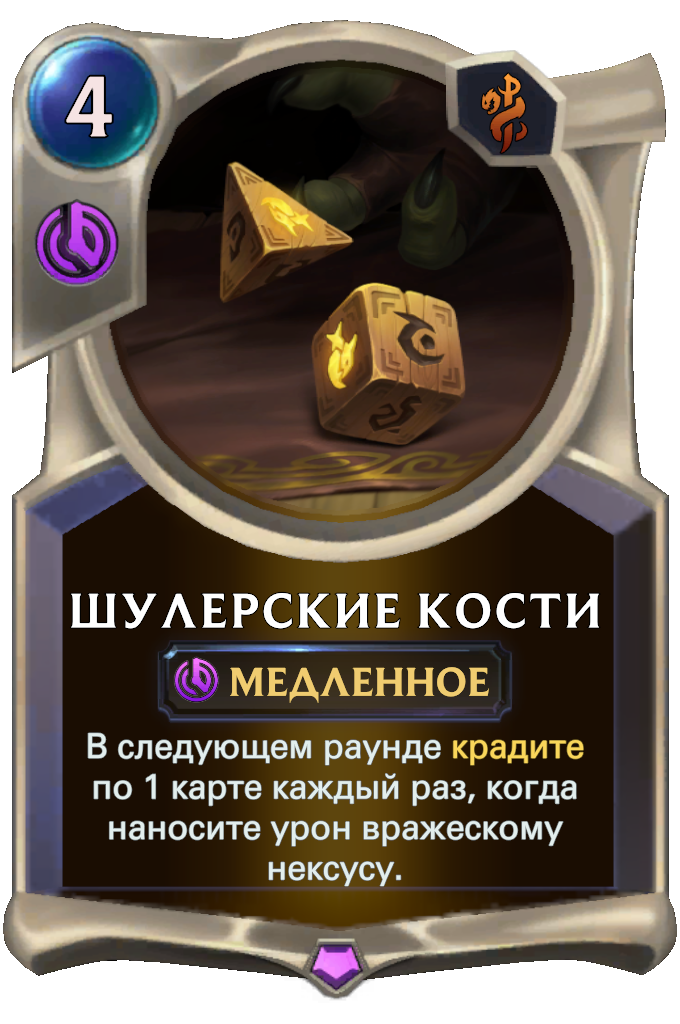 4
ШУЛЕРСКИЕ КОСТИ
МЕДЛЕННОЕ
В следующем раунде крадите
по 1 карте каждый раз, когда
наносите урон вражескому
нексусу.